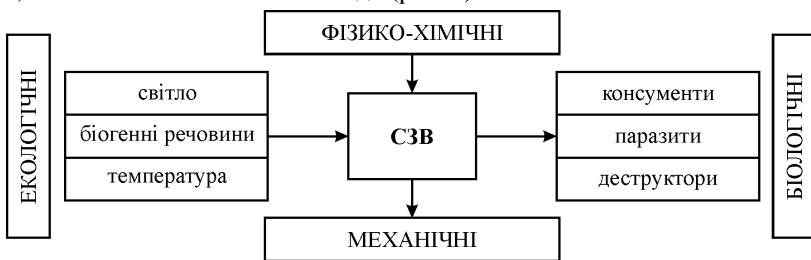 ФІЗИКО-ХІМІЧНІ
ЕКОЛОГІЧНІ
світло
біогенні речовини
температура
СЗВ
консументи
паразити
деструктори
БІОЛОГІЧНІ
МЕХАНІЧНІ